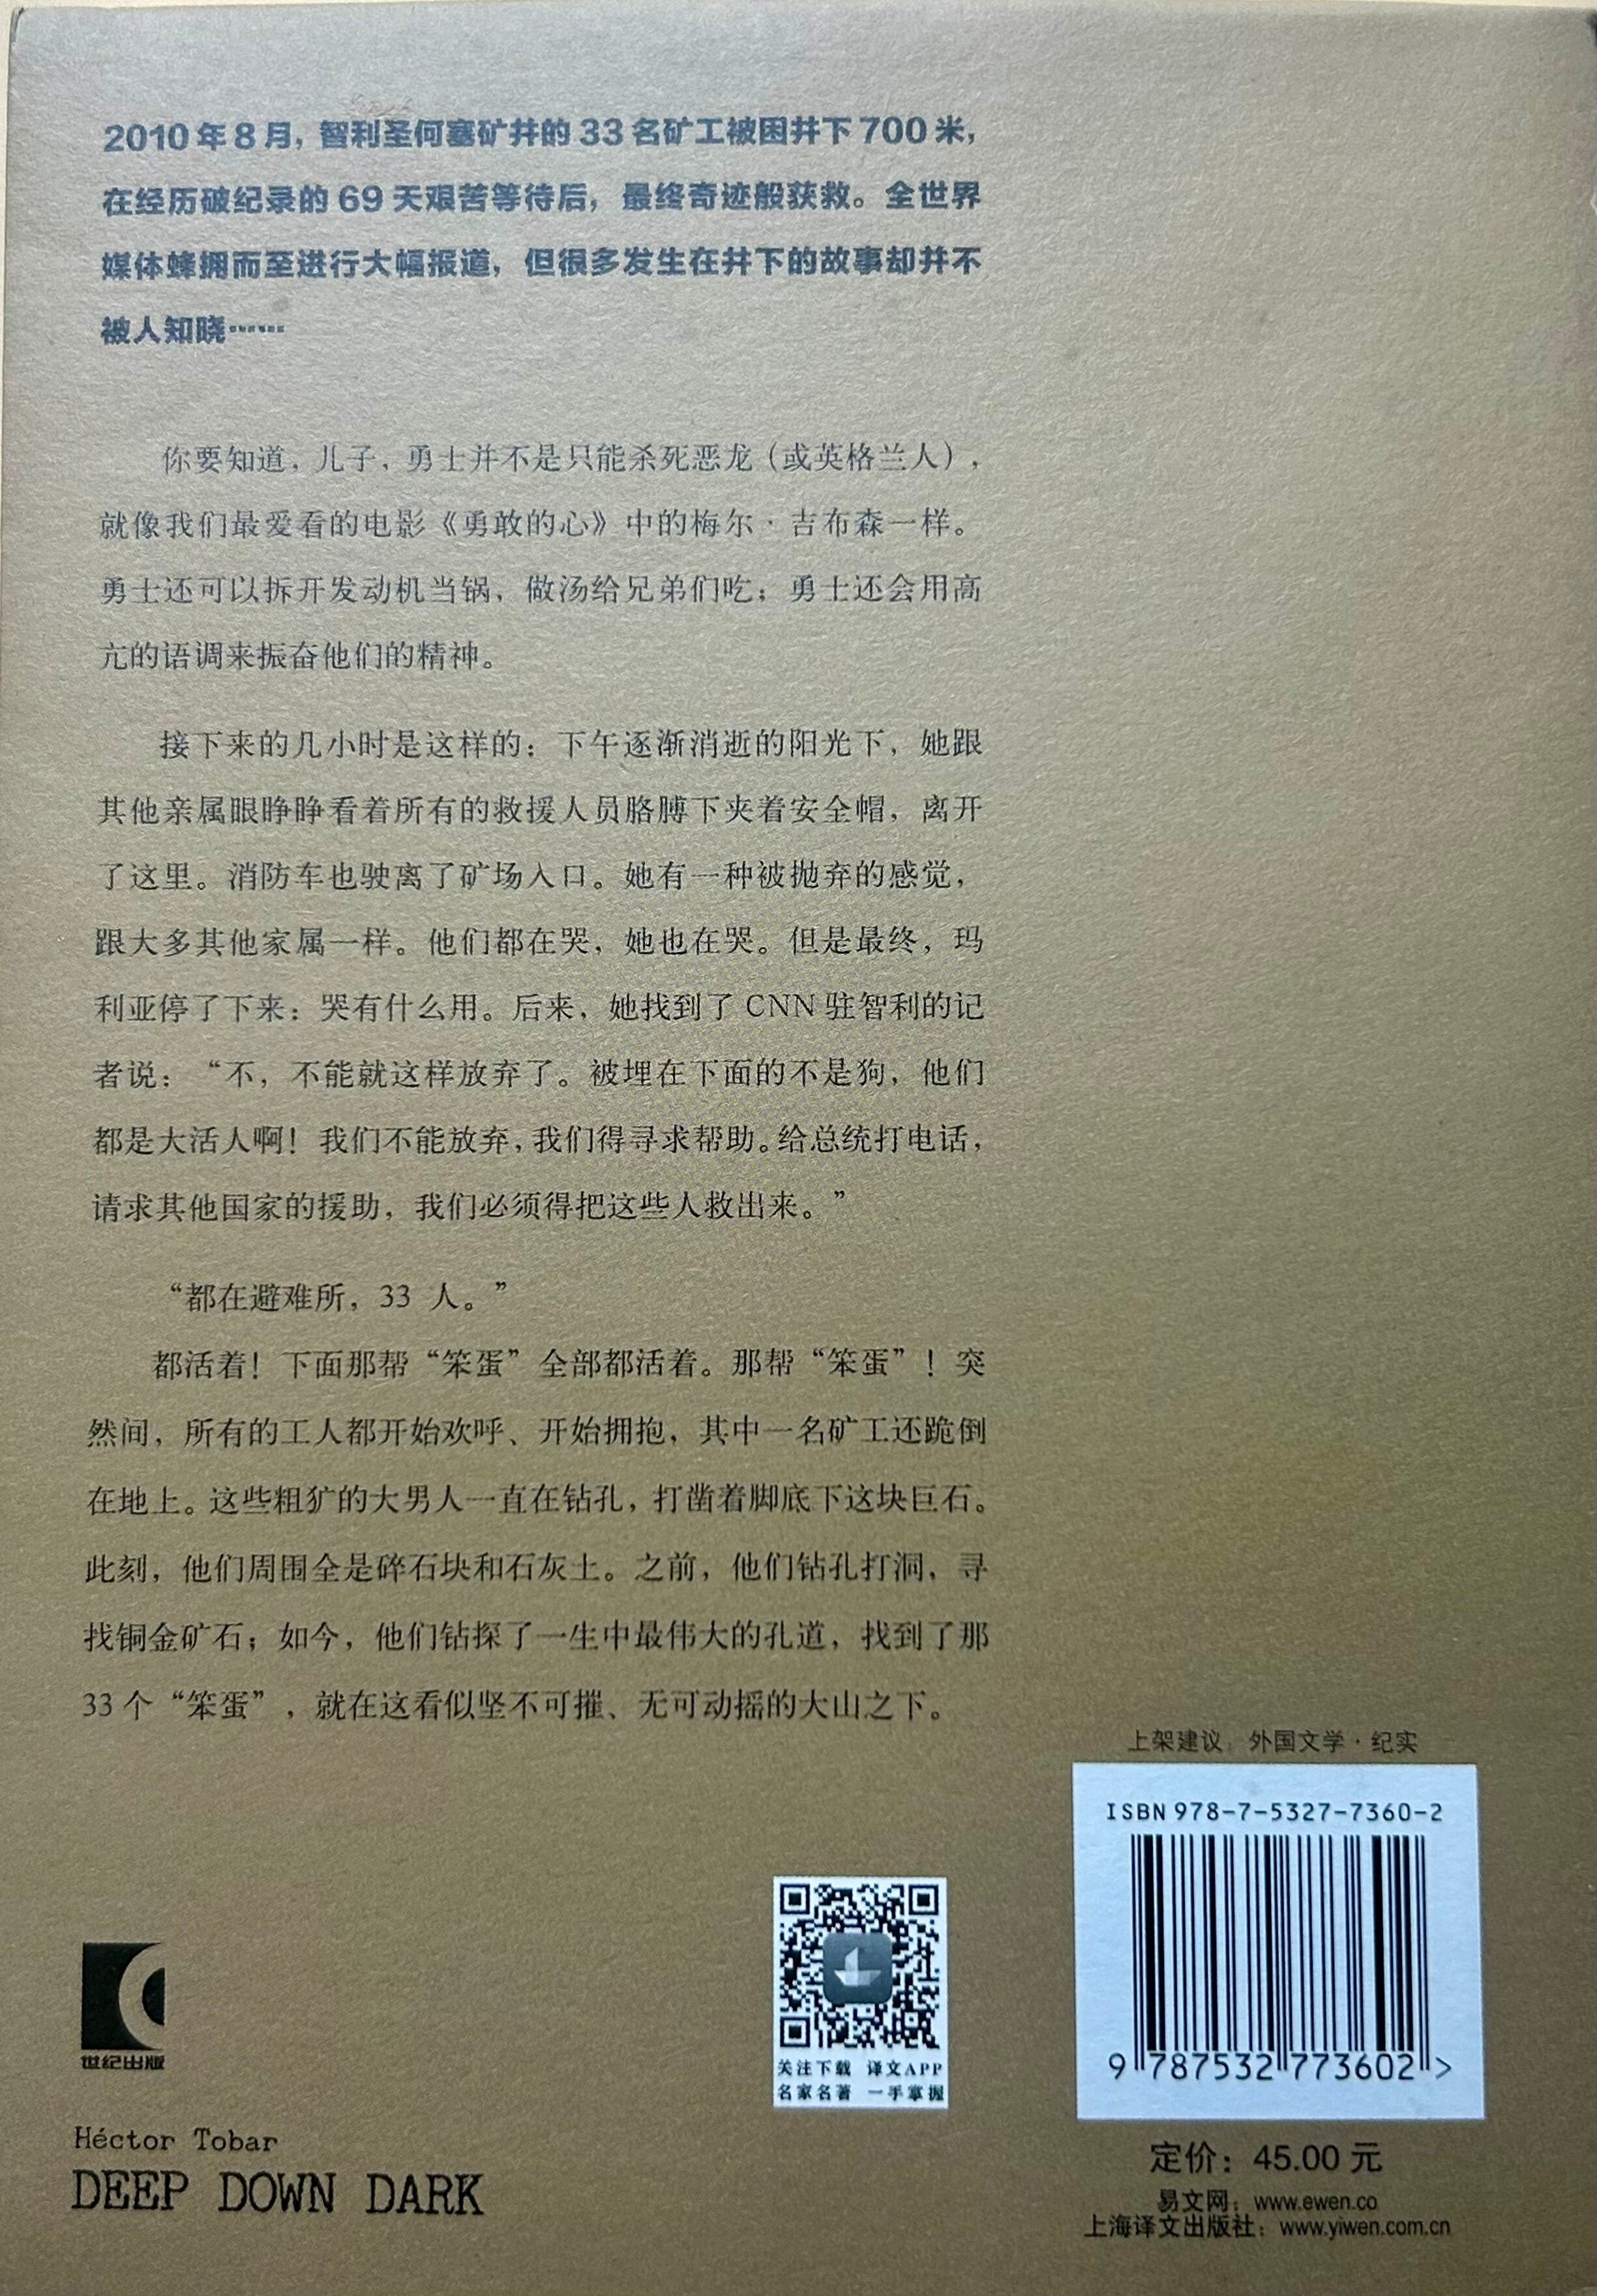 2010 年 8 月，智利圣何塞矿井的 33 名矿工被困井下 700 米，
在经历破纪录的 69 天艰苦等待后，最终奇迹般获救。全世界
媒体蜂拥而至进行大幅报道，但很多发生在井下的故事却并不
被人知晓……
你要知道，儿子，勇士并不是只能杀死恶龙（或英格兰人），
就像我们最爱看的电影《勇敢的心》中的梅尔·吉布森一样。
勇士还可以拆开发动机当锅，做汤给兄弟们吃；勇士还会用高
亢的语调来振奋他们的精神。
接下来的几小时是这样的：下午逐渐消逝的阳光下，她跟
其他亲属眼睁睁看着所有的救援人员胳膊下夹着安全帽，离开
了这里。消防车也驶离了矿场入口。她有一种被抛弃的感觉，
跟大多其他家属一样。他们都在哭，她也在哭。但是最终，玛
利亚停了下来：哭有什么用。后来，她找到了 CNN 驻智利的记
者说：“不，不能就这样放弃了。被埋在下面的不是狗，他们
都是大活人啊！我们不能放弃，我们得寻求帮助。给总统打电话，
请求其他国家的援助，我们必须得把这些人救出来。”
“都在避难所，33 人。”
都活着！下面那帮“笨蛋”全部都活着。那帮“笨蛋”！突
然间，所有的工人都开始欢呼、开始拥抱，其中一名矿工还跪倒
在地上。这些粗犷的大男人一直在钻孔，打凿着脚底下这块巨石。
此刻，他们周围全是碎石块和石灰土。之前，他们钻孔打洞，寻
找铜金矿石；如今，他们钻探了一生中最伟大的孔道，找到了那
33 个“笨蛋”，就在这看似坚不可摧、无可动摇的大山之下。
上架建议：外国文学·纪实
ISBN 978-7-5327-7360-2
9 787532 773602 >
关注下载 译文APP
名家名著 一手掌握
世纪出版
Héctor Tobar
DEEP DOWN DARK
定价：45.00 元
易文网：www.ewen.co
上海译文出版社：www.yiwen.com.cn